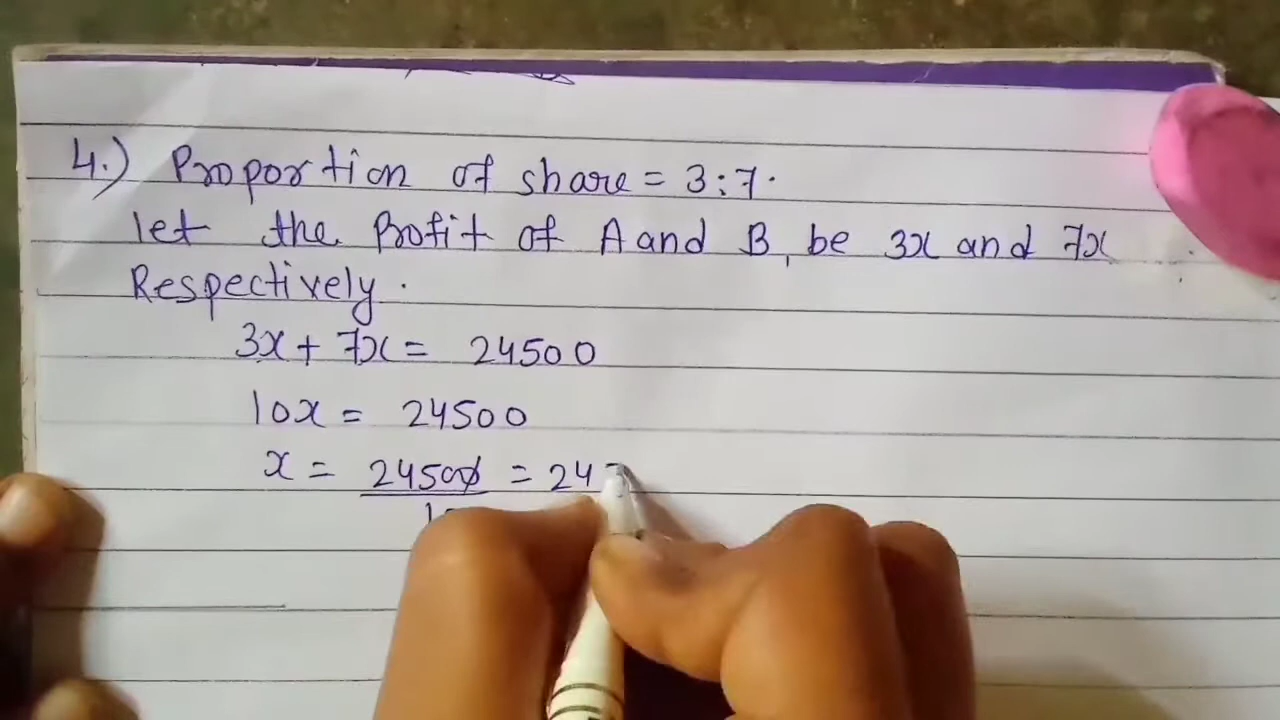 4.) Proportion of share = 3:7.
let the Profit of A and B, be 3x and 7x
Respectively.
3x + 7x = 24500
10x = 24500
x = 24500 = 24